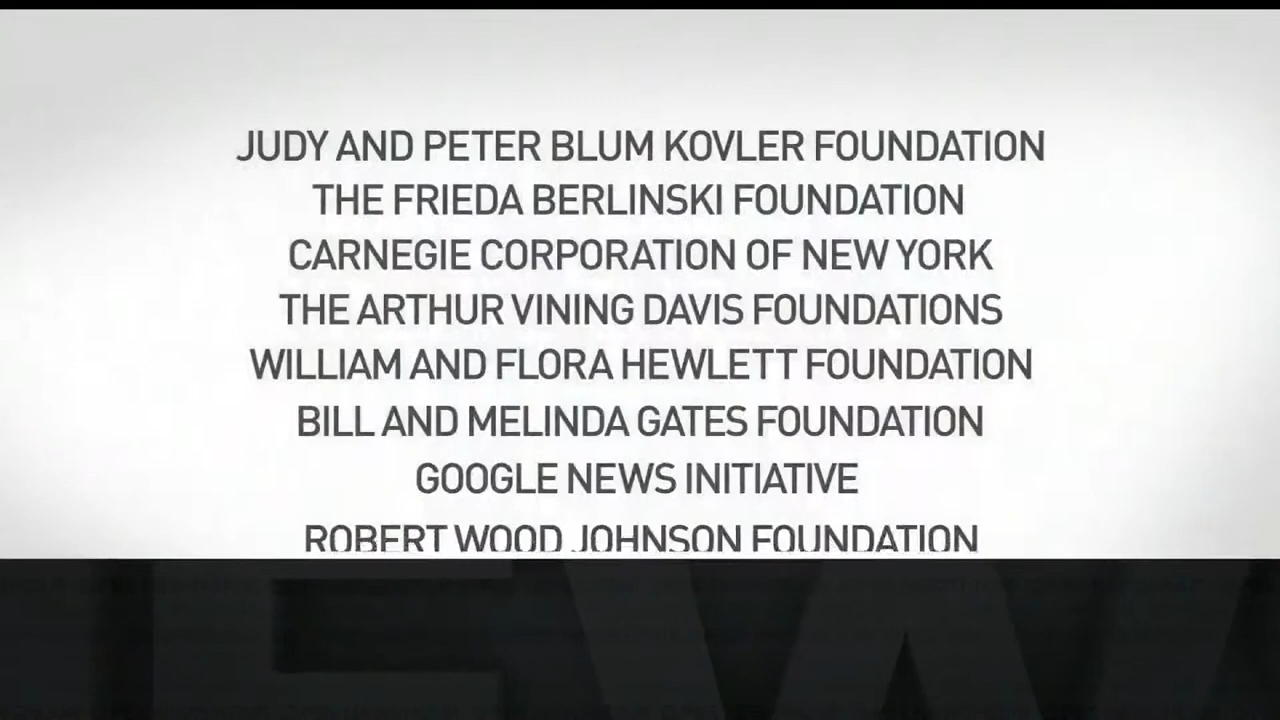 JUDY AND PETER BLUM KOVLER FOUNDATION
THE FRIEDA BERLINSKI FOUNDATION
CARNEGIE CORPORATION OF NEW YORK
THE ARTHUR VINING DAVIS FOUNDATIONS
WILLIAM AND FLORA HEWLETT FOUNDATION
BILL AND MELINDA GATES FOUNDATION
GOOGLE NEWS INITIATIVE
ROBERT WOOD JOHNSON FOUNDATION